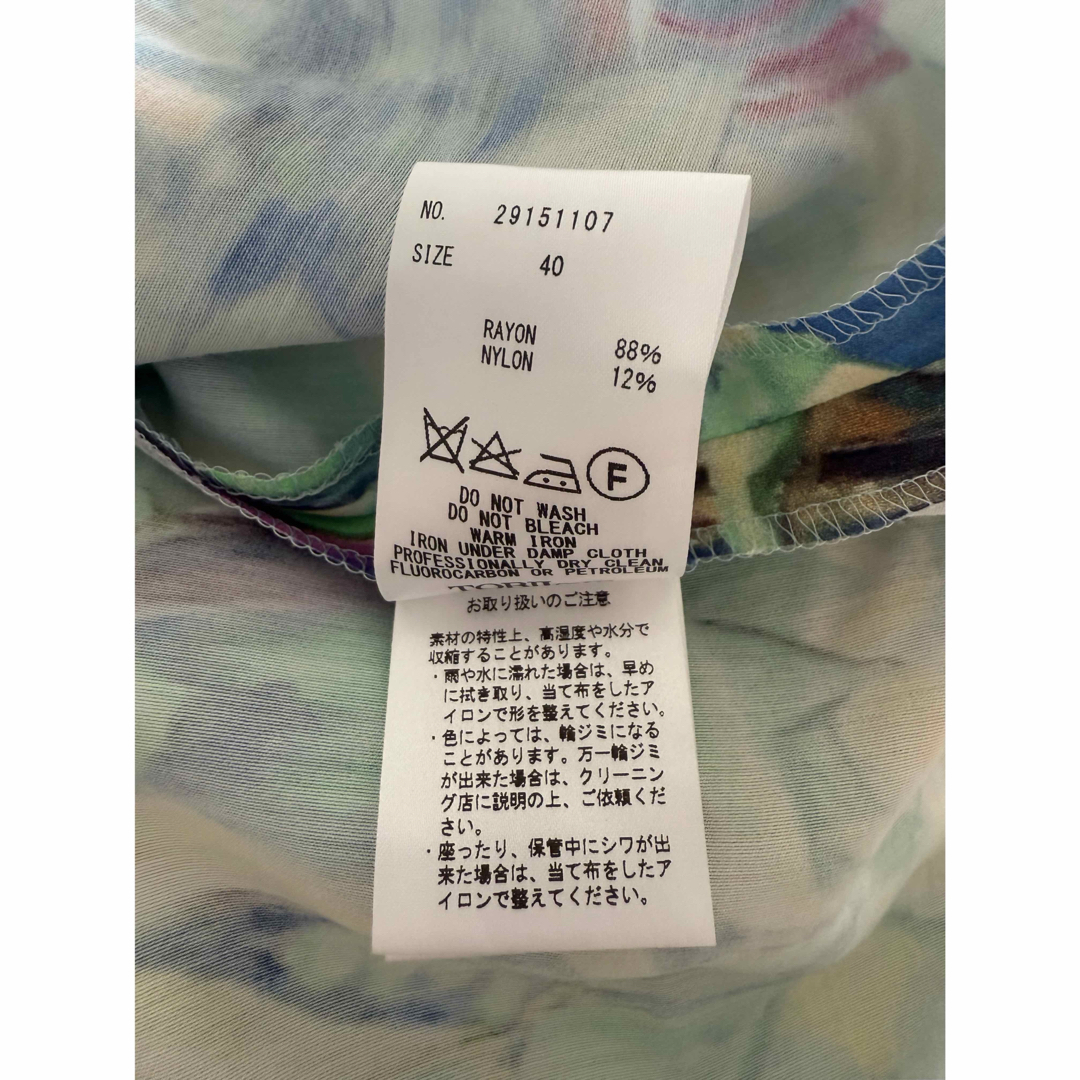 NO. 29151107
SIZE 40
RAYON 88%
NYLON 12%
F
DO NOT WASH
DO NOT BLEACH
WARM IRON
IRON UNDER DAMP CLOTH
PROFESSIONALLY DRY CLEAN
FLUOROCARBON OR PETROLEUM
お取り扱いのご注意
素材の特性上、高湿度や水分で
収縮することがあります。
・雨や水に濡れた場合は、早め
に拭き取り、当て布をしたア
イロンで形を整えてください。
・色によっては、輪ジミになる
ことがあります。万一輪ジミ
が出来た場合は、クリーニン
グ店に説明の上、ご依頼くだ
さい。
・座ったり、保管中にシワが出
来た場合は、当て布をしたア
イロンで整えてください。